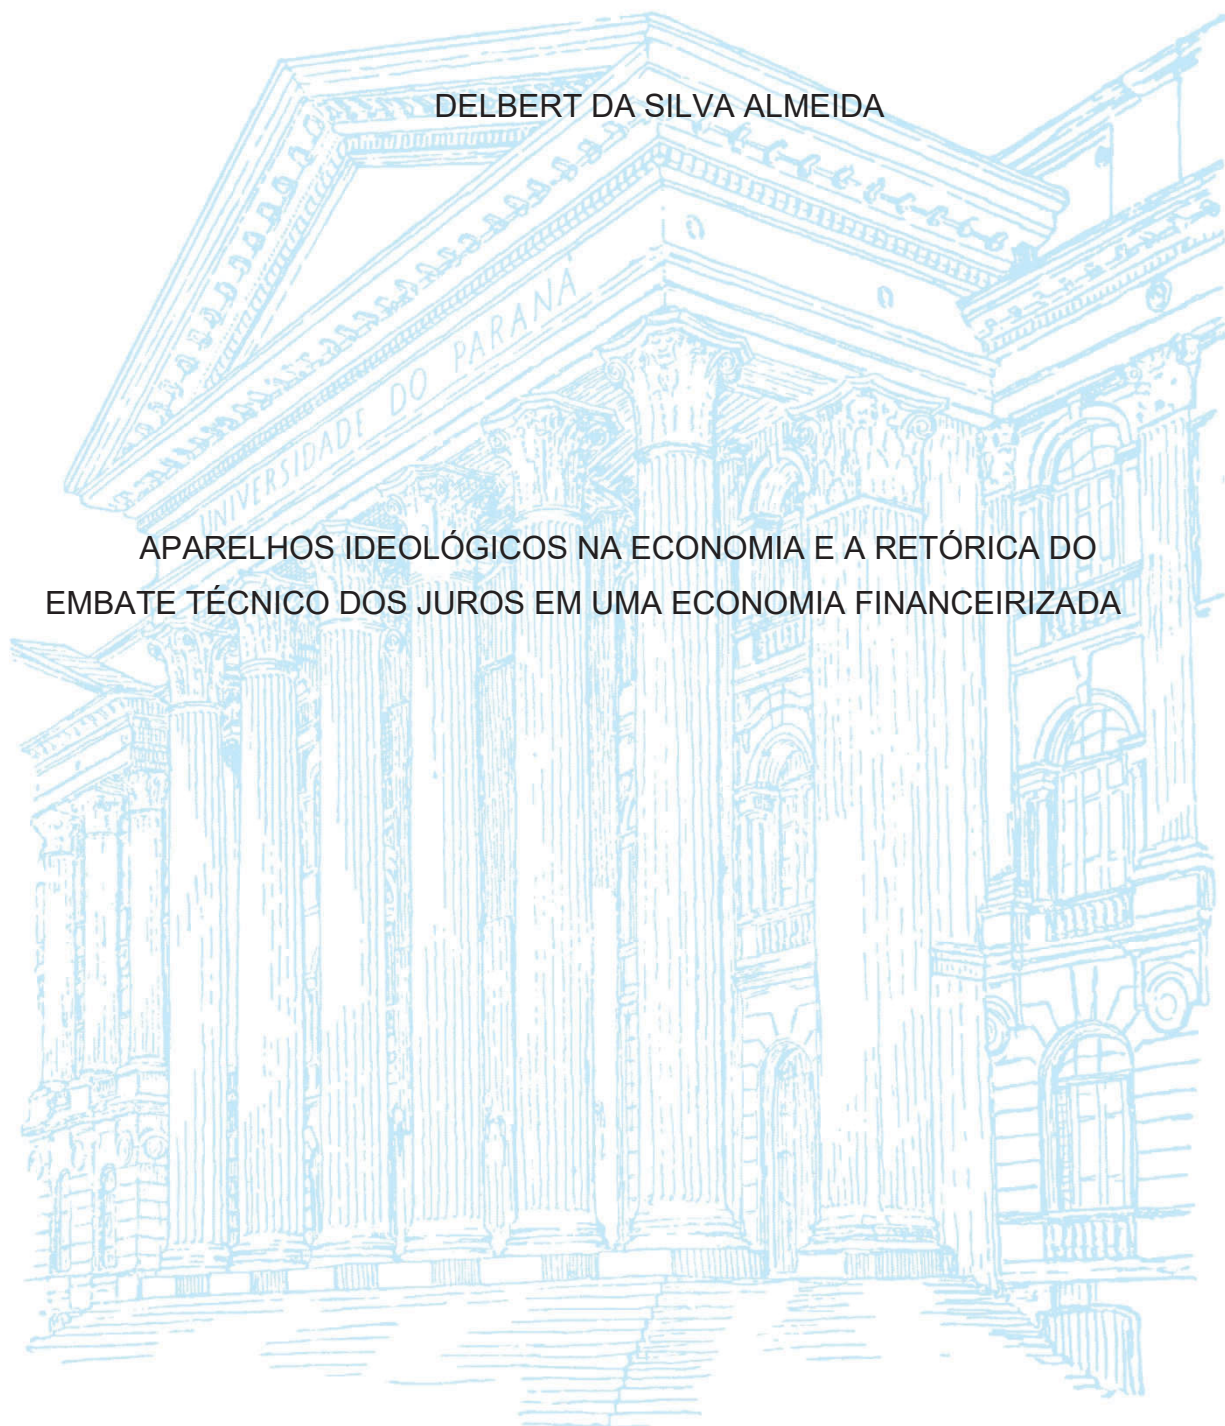 DELBERT DA SILVA ALMEIDA
UNIVERSIDADE DO PARANÁ
APARELHOS IDEOLÓGICOS NA ECONOMIA E A RETÓRICA DO
EMBATE TÉCNICO DOS JUROS EM UMA ECONOMIA FINANCEIRIZADA